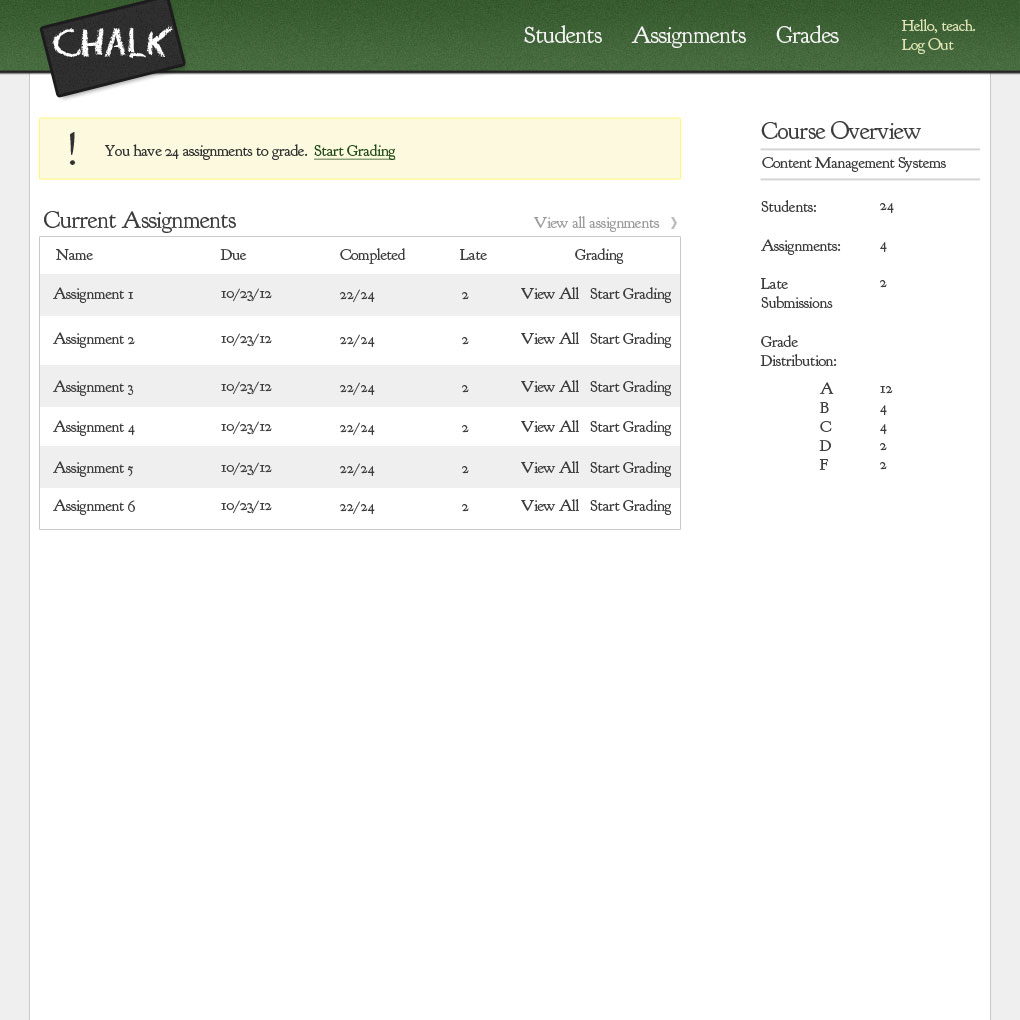 CHALK
Students Assignments Grades
Hello, teach.
Log Out
! You have 24 assignments to grade. Start Grading
Current Assignments View all assignments ❯
Name Due Completed Late Grading
Assignment 1 10/23/12 22/24 2 View All Start Grading
Assignment 2 10/23/12 22/24 2 View All Start Grading
Assignment 3 10/23/12 22/24 2 View All Start Grading
Assignment 4 10/23/12 22/24 2 View All Start Grading
Assignment 5 10/23/12 22/24 2 View All Start Grading
Assignment 6 10/23/12 22/24 2 View All Start Grading
Course Overview
Content Management Systems
Students: 24
Assignments: 4
Late 2
Submissions
Grade
Distribution:
A 12
B 4
C 4
D 2
F 2